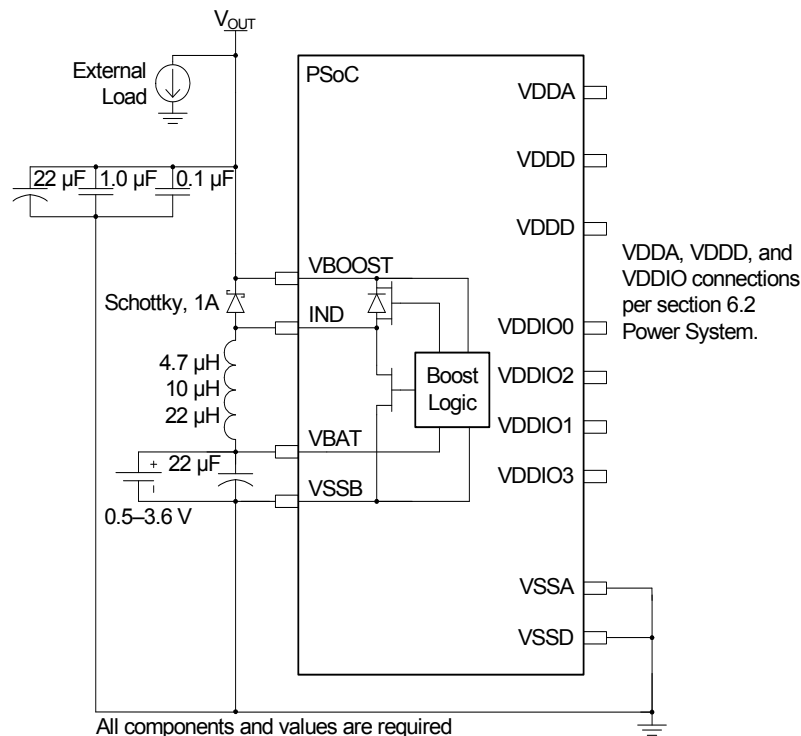 VOUT
External
Load
PSoC
VDDA
VDDD
VDDD
22 µF 1.0 µF 0.1 µF
VDDA, VDDD, and
VDDIO connections
per section 6.2
Power System.
VBOOST
Schottky, 1A
IND
VDDIO0
4.7 µH
10 µH
22 µH
Boost
Logic
VDDIO2
VDDIO1
VBAT
22 µF
VDDIO3
+
-
VSSB
0.5–3.6 V
VSSA
VSSD
All components and values are required